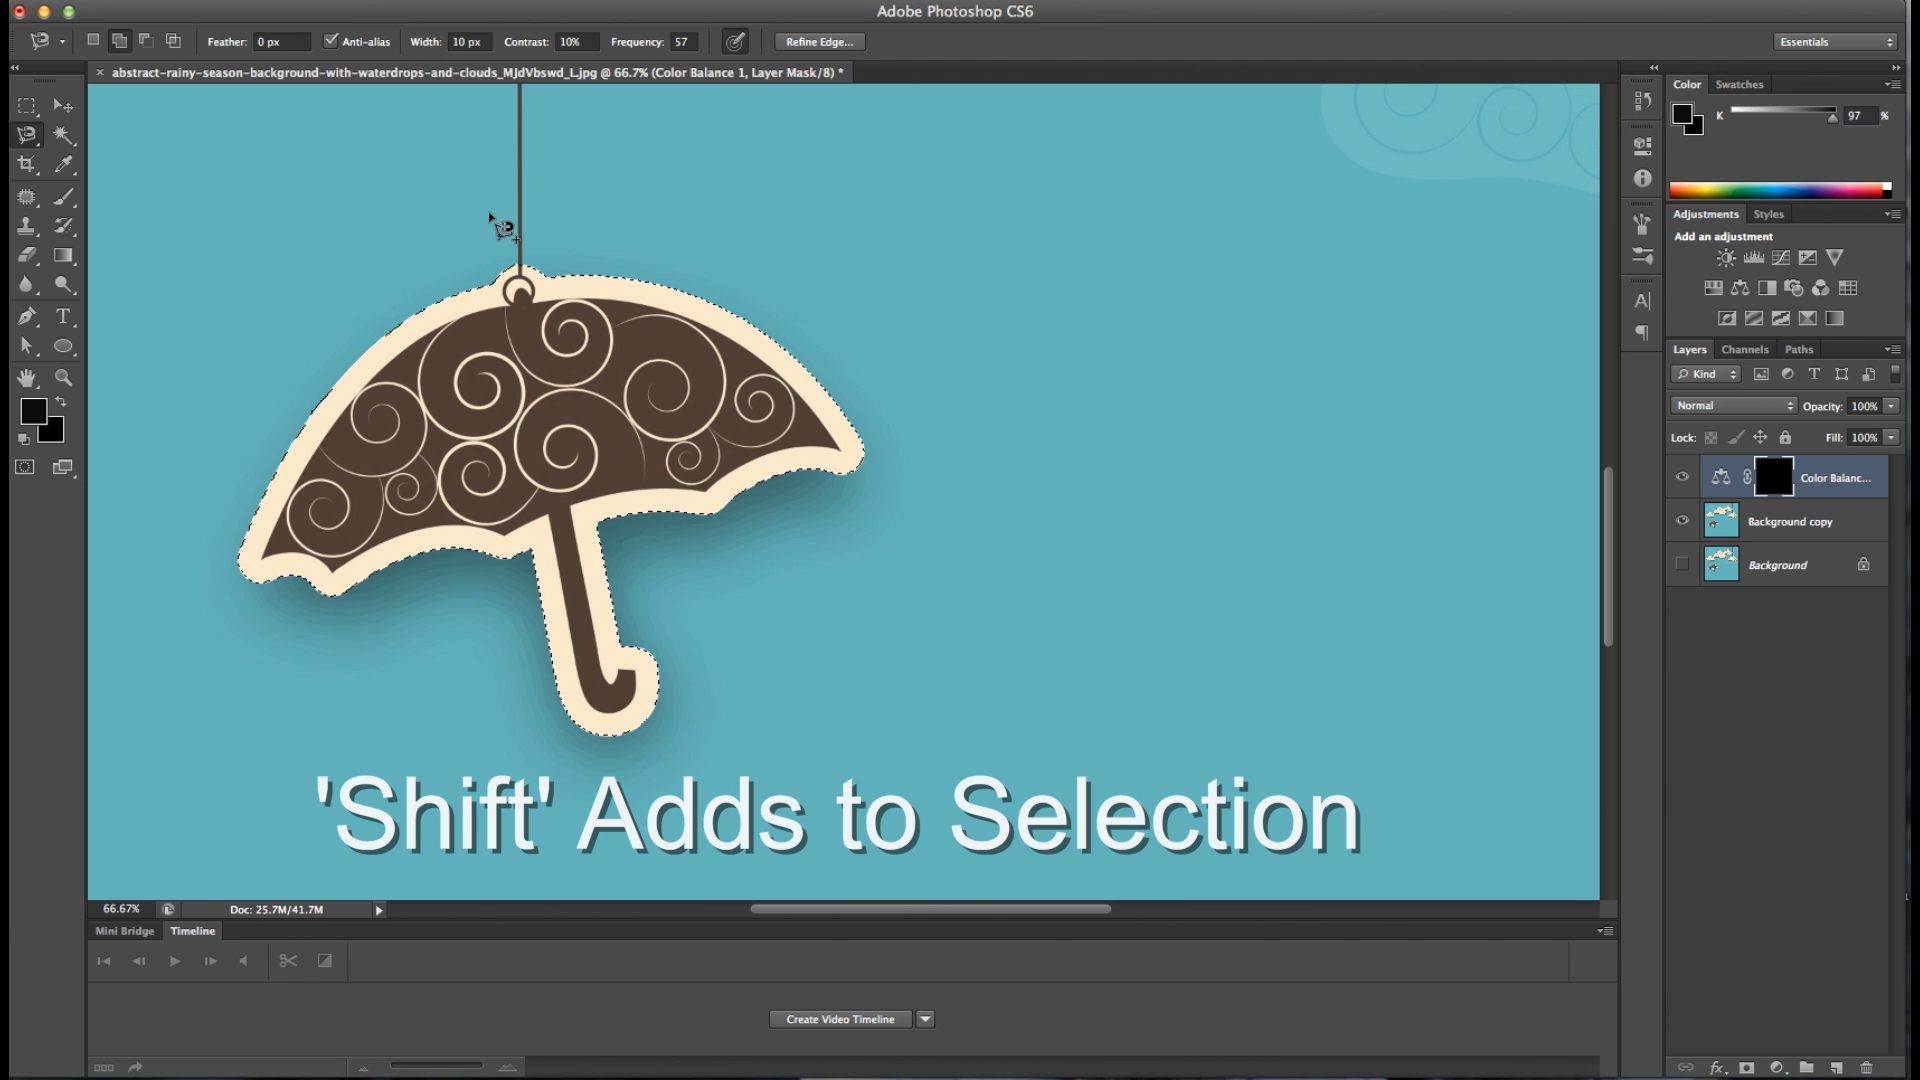 Adobe Photoshop CS6
Feather: 0 px Anti-alias Width: 10 px Contrast: 10% Frequency: 57 Refine Edge... Essentials
abstract-rainy-season-background-with-waterdrops-and-clouds_MJdVbswd_L.jpg @ 66.7% (Color Balance 1, Layer Mask/8) *
Color Swatches
K 97 %
Adjustments Styles
Add an adjustment
Layers Channels Paths
Kind
Normal Opacity: 100%
Lock: Fill: 100%
Color Balanc...
Background copy
Background
'Shift' Adds to Selection
66.67% Doc: 25.7M/41.7M
Mini Bridge Timeline
Create Video Timeline